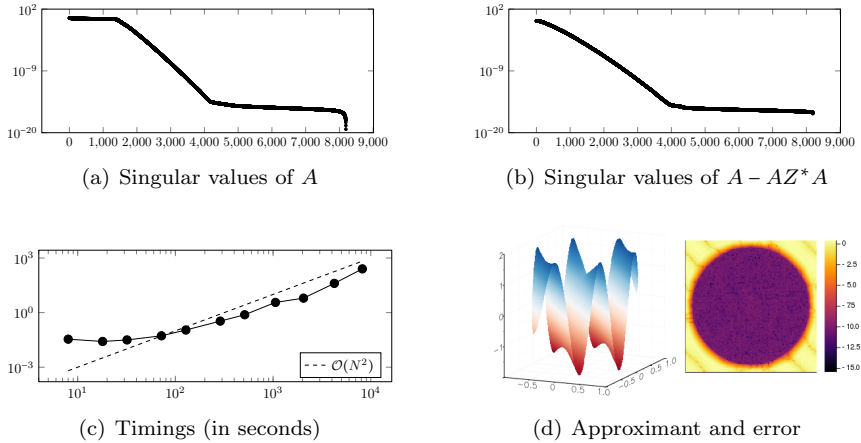 10^2
10^−9
10^−20
0 1,000 2,000 3,000 4,000 5,000 6,000 7,000 8,000 9,000
(a) Singular values of A
10^2
10^−9
10^−20
0 1,000 2,000 3,000 4,000 5,000 6,000 7,000 8,000 9,000
(b) Singular values of A – AZ*A
10^3
10^0
10^−3
O(N^2)
10^1 10^2 10^3 10^4
(c) Timings (in seconds)
2
1
0
−1
−0.5 0 0.5 1.0
−0.5 0.0 0.5 1.0
0
- 2.5
- 5.0
- 7.5
- 10.0
- 12.5
- 15.0
(d) Approximant and error